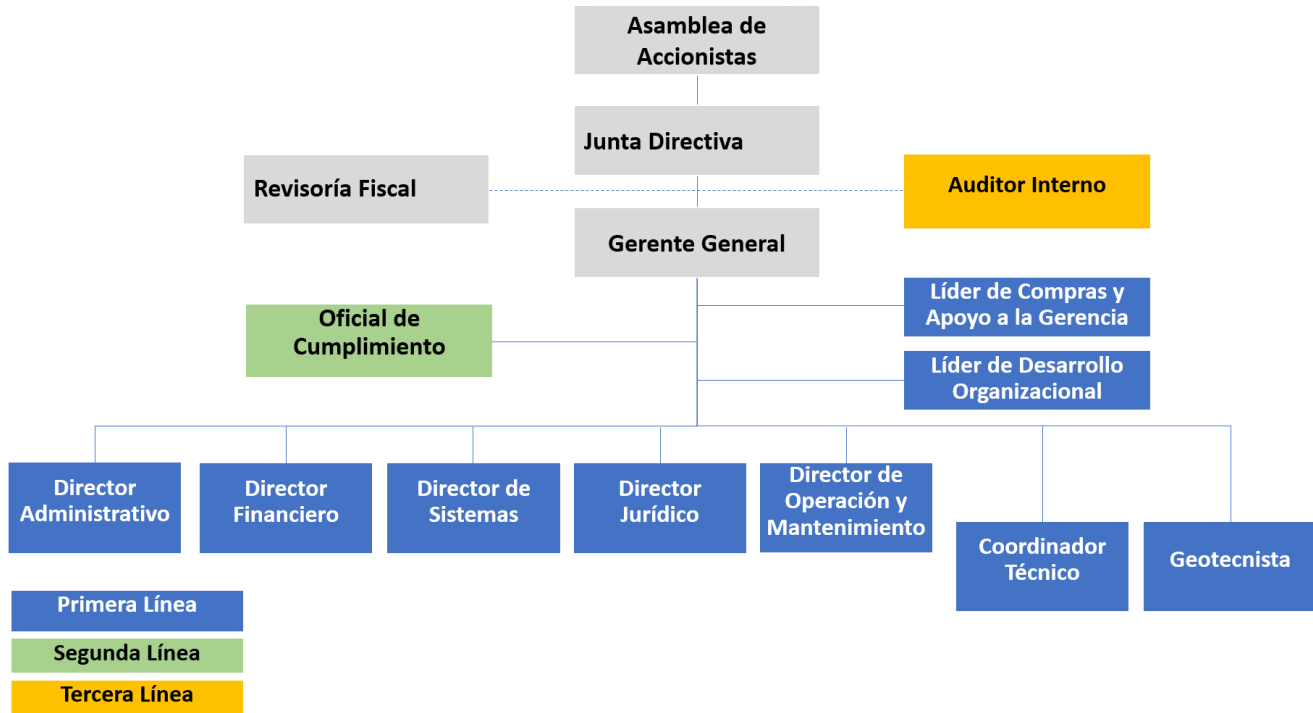 Asamblea de
Accionistas
Junta Directiva
Revisoría Fiscal
Auditor Interno
Gerente General
Líder de Compras y
Apoyo a la Gerencia
Oficial de
Cumplimiento
Líder de Desarrollo
Organizacional
Director
Administrativo
Director
Financiero
Director de
Sistemas
Director
Jurídico
Director de
Operación y
Mantenimiento
Coordinador
Técnico
Geotecnista
Primera Línea
Segunda Línea
Tercera Línea